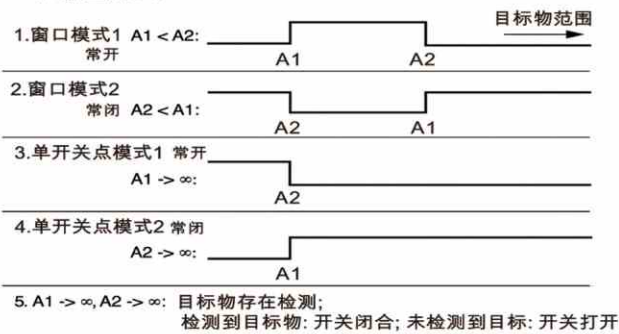 目标物范围
1.窗口模式1 A1 < A2:
常开
A1 A2
2.窗口模式2
常闭 A2 < A1:
A2 A1
3.单开关点模式1 常开
A1 -> ∞:
A2
4.单开关点模式2 常闭
A2 -> ∞:
A1
5. A1 -> ∞, A2 -> ∞: 目标物存在检测;
检测到目标物: 开关闭合; 未检测到目标: 开关打开